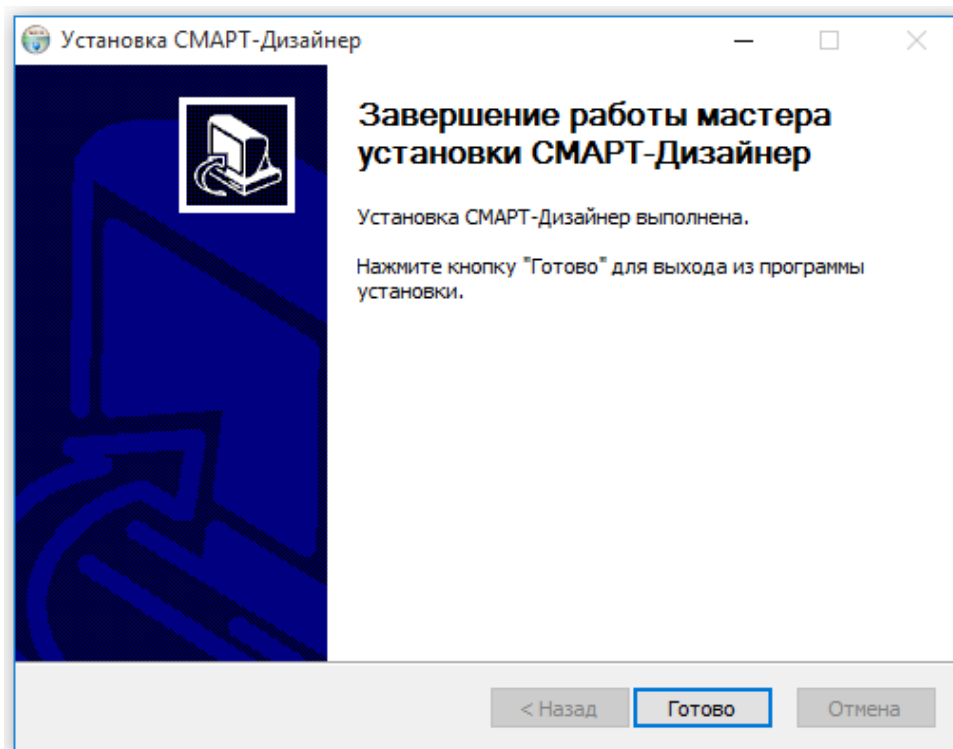 Установка СМАРТ-Дизайнер
Завершение работы мастера
установки СМАРТ-Дизайнер
Установка СМАРТ-Дизайнер выполнена.
Нажмите кнопку "Готово" для выхода из программы
установки.
< Назад
Готово
Отмена